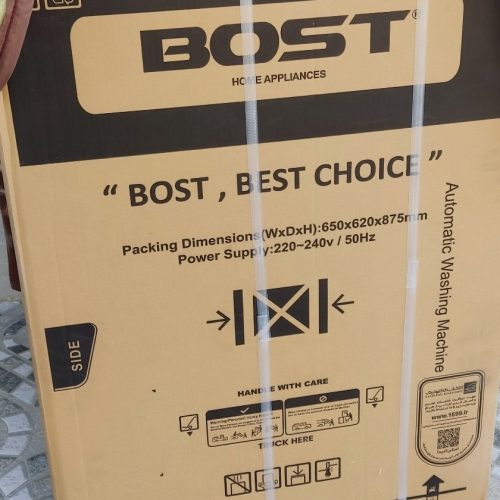 BOST®
HOME APPLIANCES
“ BOST , BEST CHOICE ”
Packing Dimensions(WxDxH):650x620x875mm
Power Supply:220~240v / 50Hz
Automatic Washing Machine
SIDE
HANDLE WITH CARE
TRUCK HERE
www.1699.ir